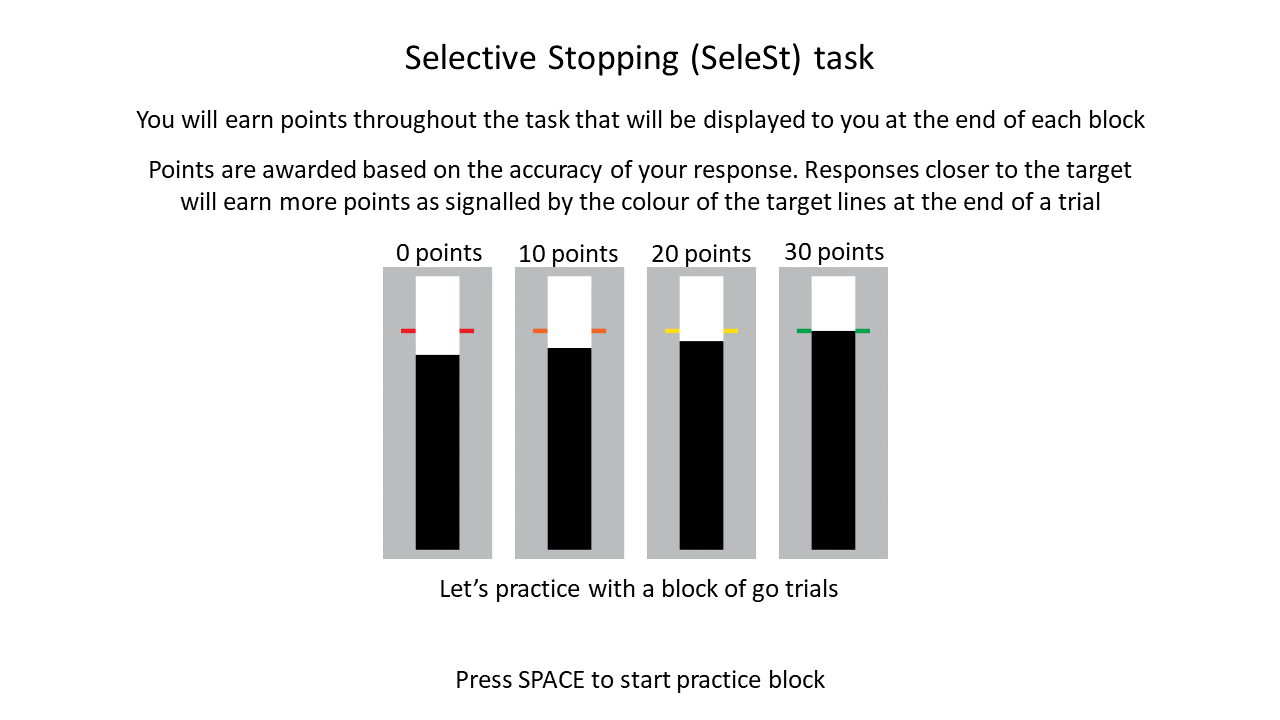 Selective Stopping (SeleSt) task
You will earn points throughout the task that will be displayed to you at the end of each block
Points are awarded based on the accuracy of your response. Responses closer to the target
will earn more points as signalled by the colour of the target lines at the end of a trial
0 points 10 points 20 points 30 points
Let's practice with a block of go trials
Press SPACE to start practice block